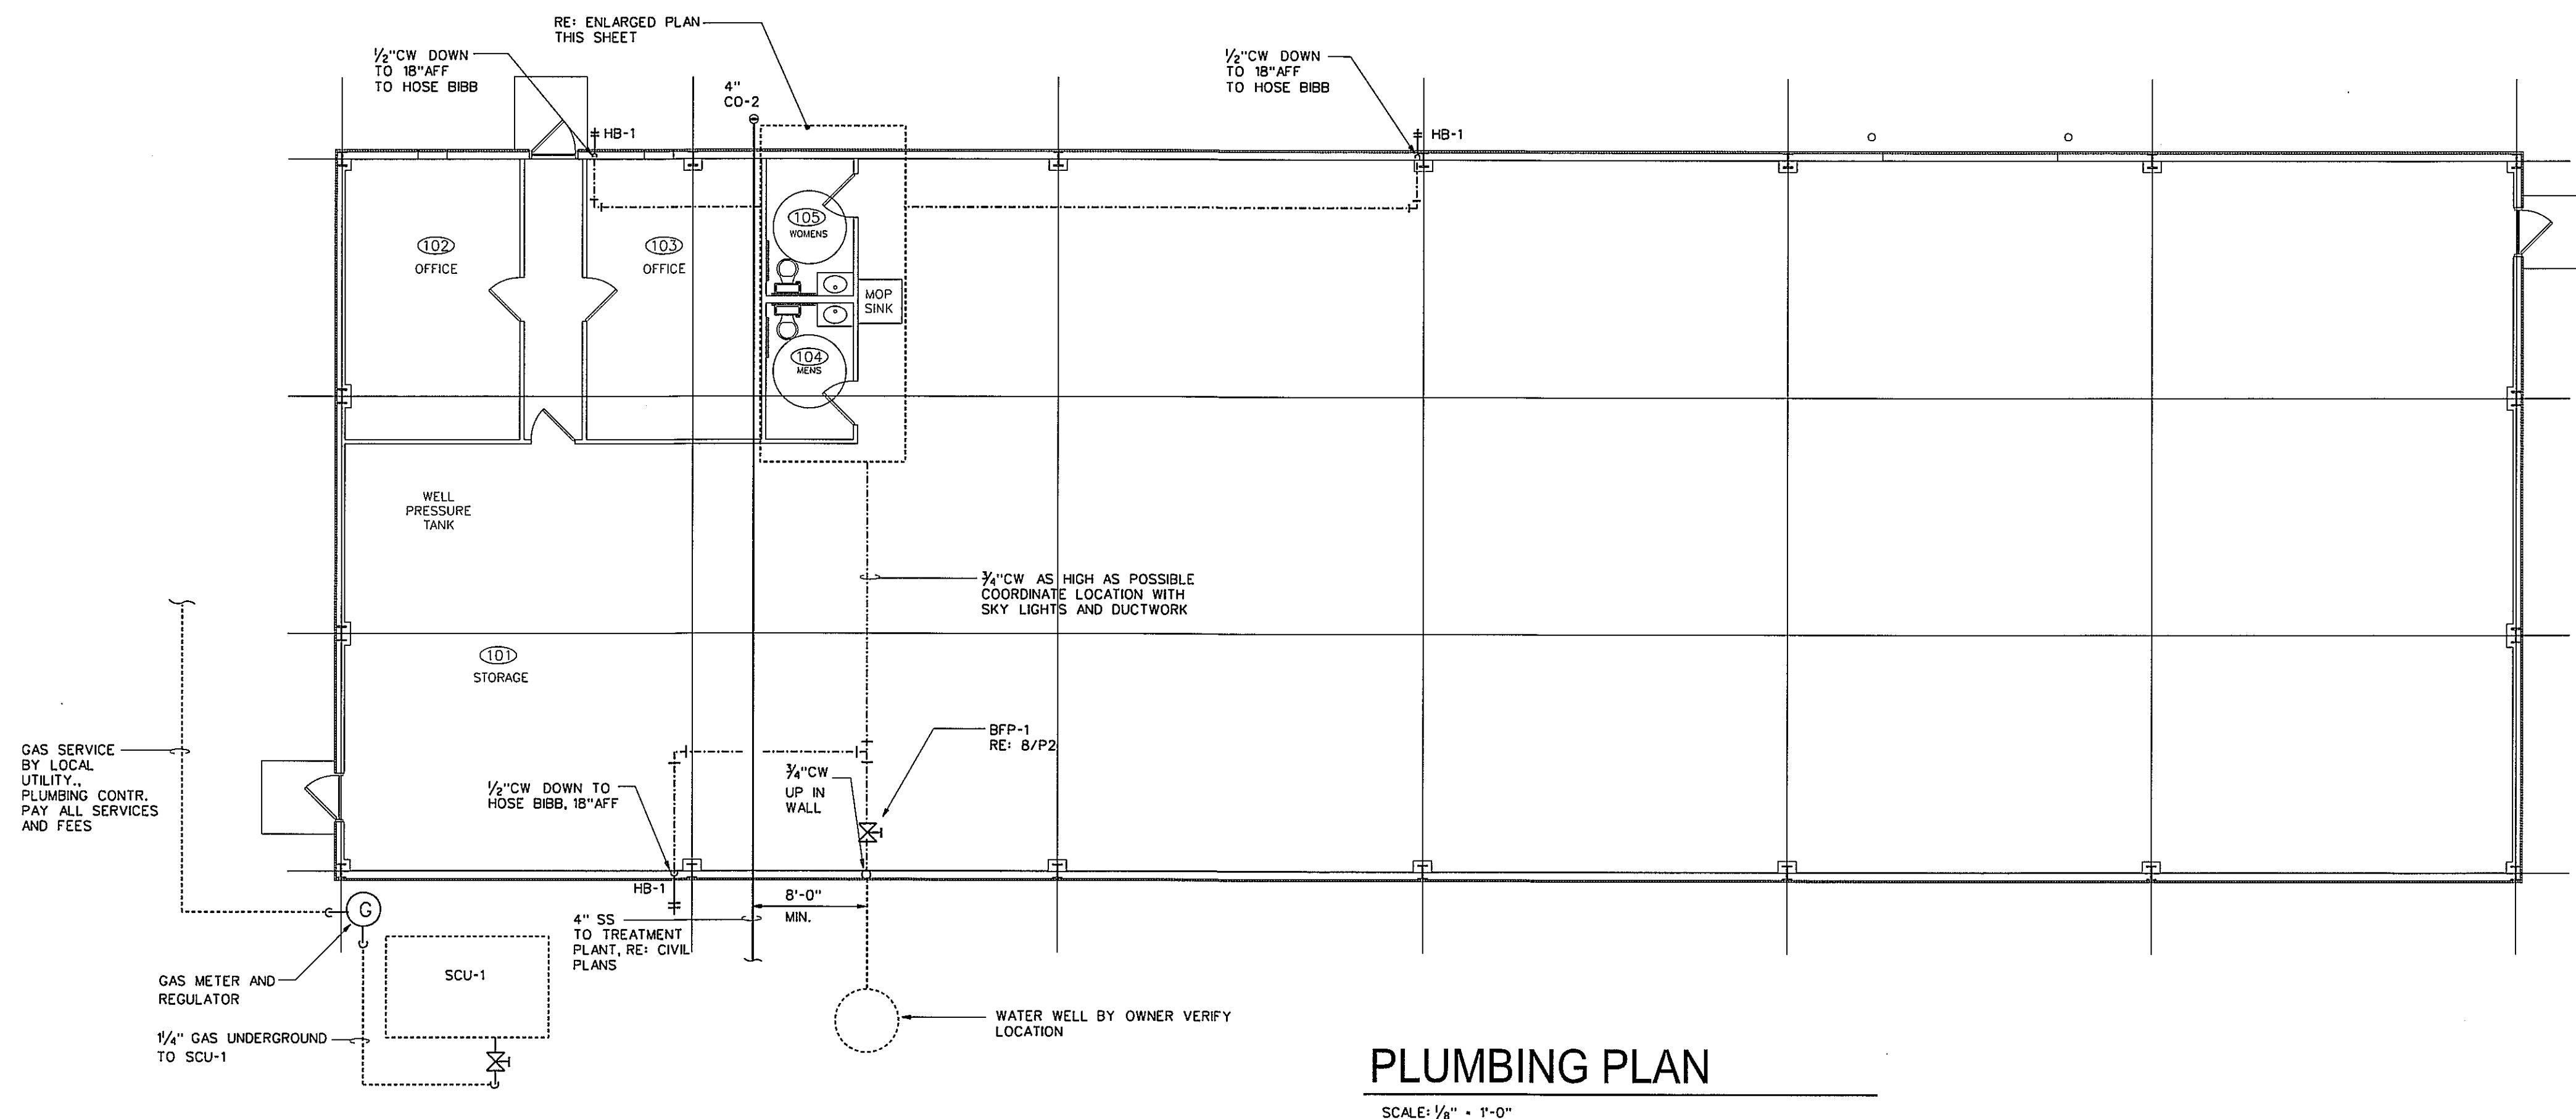 RE: ENLARGED PLAN
THIS SHEET
1/2"CW DOWN
TO 18"AFF
TO HOSE BIBB
4"
CO-2
1/2"CW DOWN
TO 18"AFF
TO HOSE BIBB
HB-1
HB-1
102
OFFICE
103
OFFICE
105
WOMENS
MOP
SINK
104
MENS
WELL
PRESSURE
TANK
3/4"CW AS HIGH AS POSSIBLE
COORDINATE LOCATION WITH
SKY LIGHTS AND DUCTWORK
101
STORAGE
GAS SERVICE
BY LOCAL
UTILITY.,
PLUMBING CONTR.
PAY ALL SERVICES
AND FEES
BFP-1
RE: 8/P2
1/2"CW DOWN TO
HOSE BIBB, 18"AFF
3/4"CW
UP IN
WALL
HB-1
8'-0"
MIN.
G
4" SS
TO TREATMENT
PLANT, RE: CIVIL
PLANS
SCU-1
GAS METER AND
REGULATOR
1 1/4" GAS UNDERGROUND
TO SCU-1
WATER WELL BY OWNER VERIFY
LOCATION
PLUMBING PLAN
SCALE: 1/8" = 1'-0"